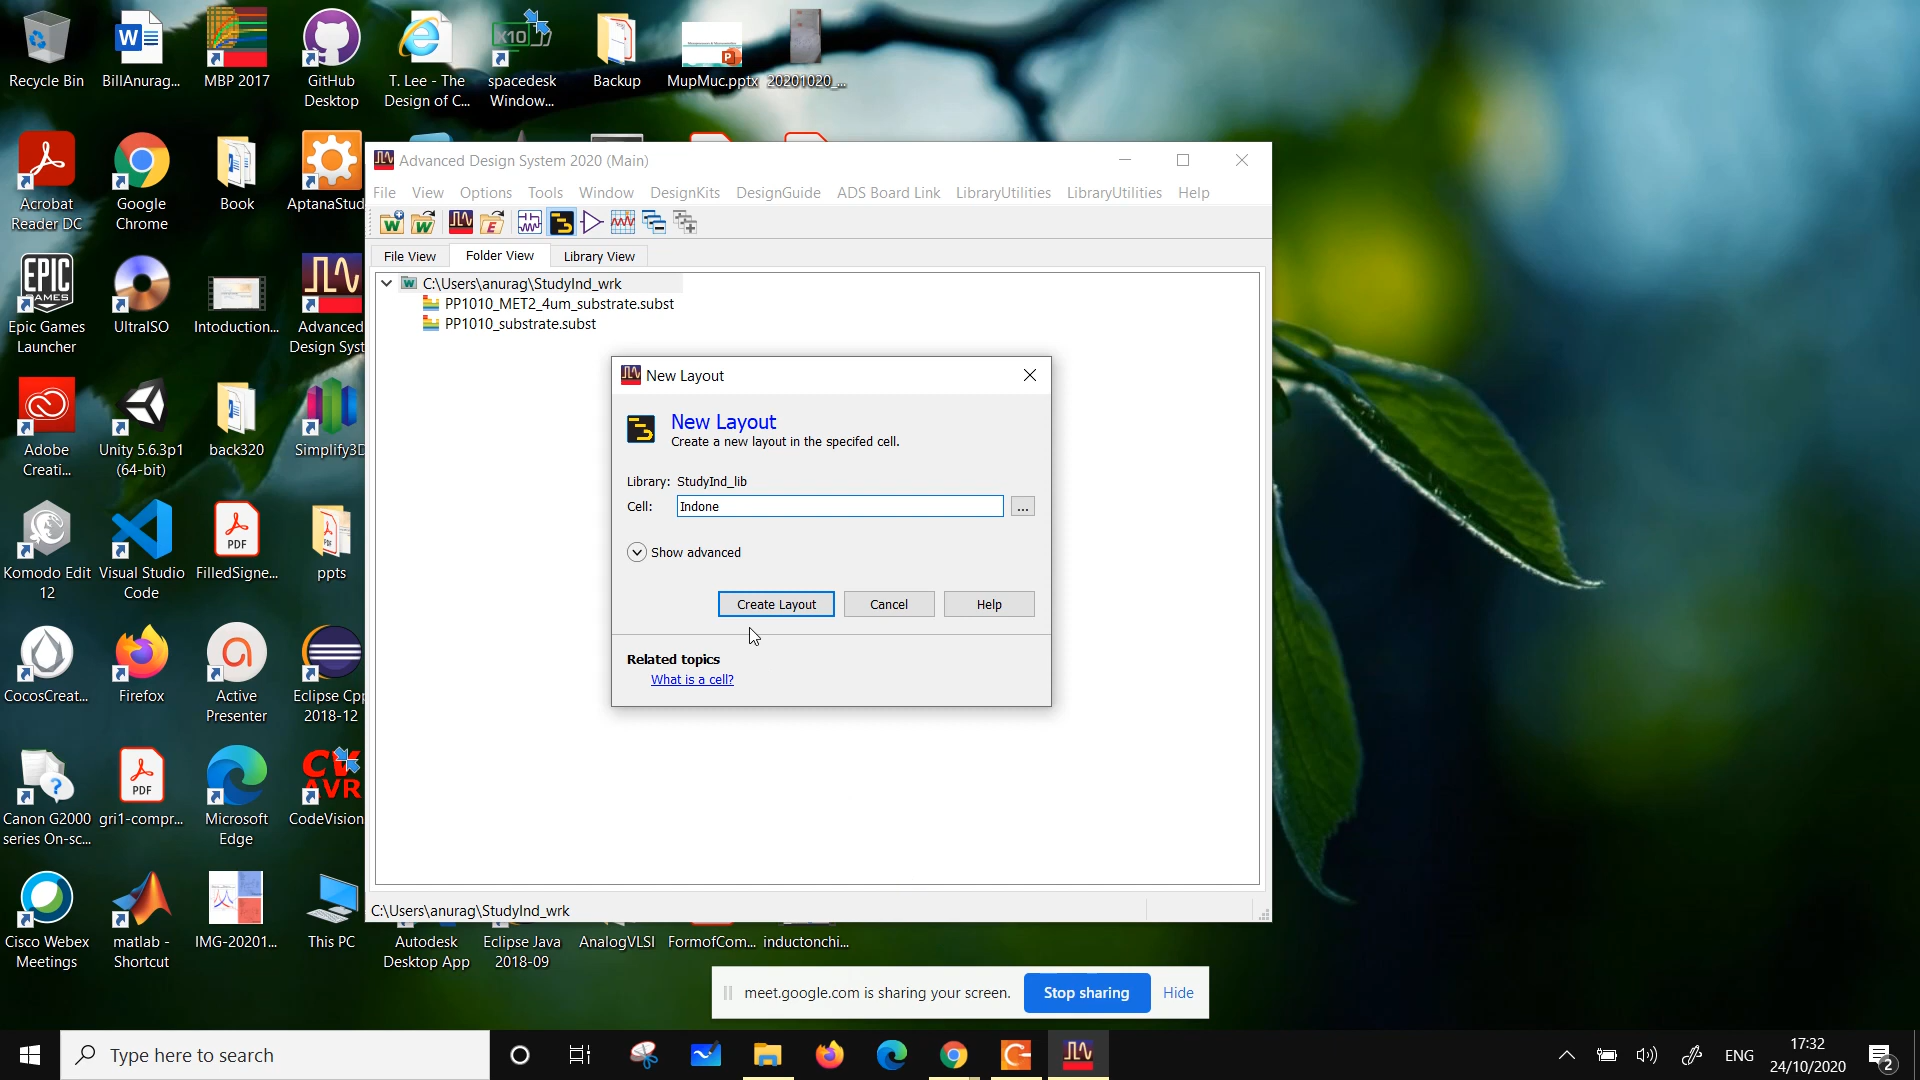 Recycle Bin
BillAnurag...
MBP 2017
GitHub
Desktop
T. Lee - The
Design of C...
X10
spacedesk
Window...
Backup
MupMuc.pptx
20201020_...
Acrobat
Reader DC
Google
Chrome
Book
AptanaStud
EPIC
GAMES
Epic Games
Launcher
UltraISO
Intoduction...
Advanced
Design Syst
Adobe
Creati...
Unity 5.6.3p1
(64-bit)
back320
Simplify3D
Komodo Edit
12
Visual Studio
Code
PDF
FilledSigne...
ppts
CocosCreat...
Firefox
Active
Presenter
Eclipse Cpp
2018-12
Canon G2000
series On-sc...
PDF
gri1-compr...
Microsoft
Edge
CV
AVR
CodeVision
Cisco Webex
Meetings
matlab -
Shortcut
IMG-20201...
This PC
Autodesk
Desktop App
Eclipse Java
2018-09
AnalogVLSI
FormofCom...
inductonchi...
Advanced Design System 2020 (Main)
File View Options Tools Window DesignKits DesignGuide ADS Board Link LibraryUtilities LibraryUtilities Help
File View Folder View Library View
C:\Users\anurag\StudyInd_wrk
PP1010_MET2_4um_substrate.subst
PP1010_substrate.subst
New Layout
New Layout
Create a new layout in the specifed cell.
Library: StudyInd_lib
Cell: Indone ...
Show advanced
Create Layout Cancel Help
Related topics
What is a cell?
C:\Users\anurag\StudyInd_wrk
meet.google.com is sharing your screen. Stop sharing Hide
Type here to search
ENG
17:32
24/10/2020
2